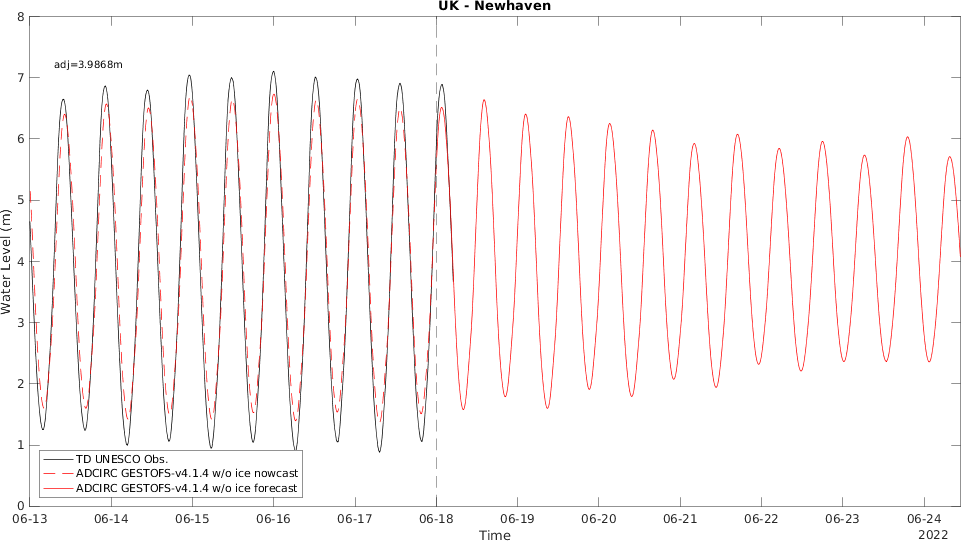 UK - Newhaven
adj=3.9868m
Water Level (m)
8
7
6
5
4
3
2
1
0
TD UNESCO Obs.
ADCIRC GESTOFS-v4.1.4 w/o ice nowcast
ADCIRC GESTOFS-v4.1.4 w/o ice forecast
06-13 06-14 06-15 06-16 06-17 06-18 06-19 06-20 06-21 06-22 06-23 06-24
Time
2022